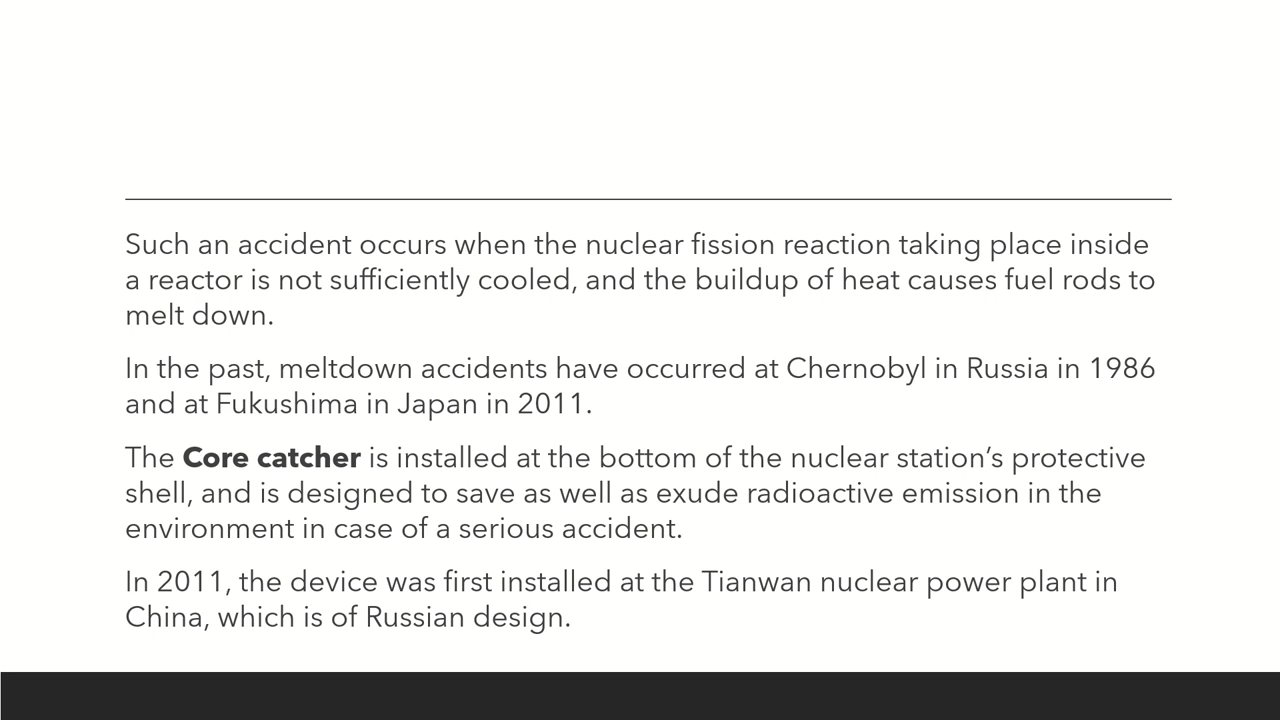 Such an accident occurs when the nuclear fission reaction taking place inside
a reactor is not sufficiently cooled, and the buildup of heat causes fuel rods to
melt down.
In the past, meltdown accidents have occurred at Chernobyl in Russia in 1986
and at Fukushima in Japan in 2011.
The Core catcher is installed at the bottom of the nuclear station’s protective
shell, and is designed to save as well as exude radioactive emission in the
environment in case of a serious accident.
In 2011, the device was first installed at the Tianwan nuclear power plant in
China, which is of Russian design.